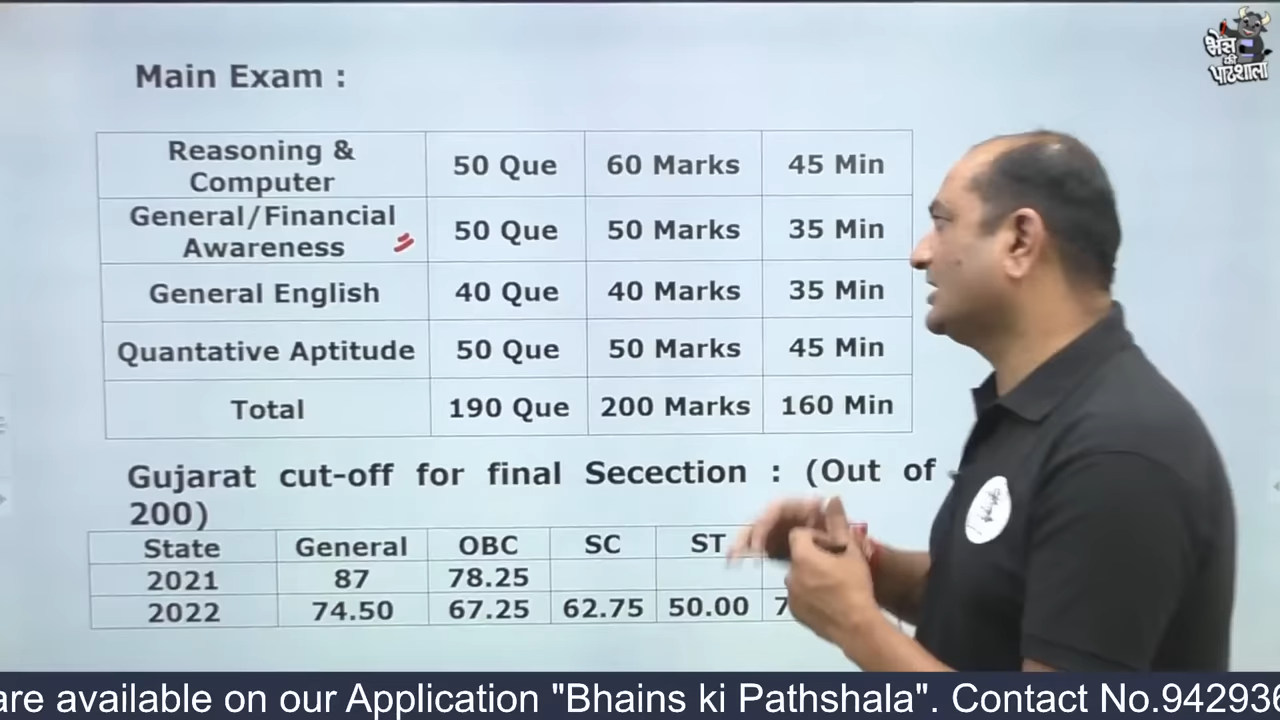 भैंस
की
पाठशाला
Main Exam :
Reasoning &
Computer
50 Que
60 Marks
45 Min
General/Financial
Awareness
50 Que
50 Marks
35 Min
General English
40 Que
40 Marks
35 Min
Quantative Aptitude
50 Que
50 Marks
45 Min
Total
190 Que
200 Marks
160 Min
Gujarat cut-off for final Secection : (Out of
200)
State
General
OBC
SC
ST
2021
87
78.25
2022
74.50
67.25
62.75
50.00
are available on our Application "Bhains ki Pathshala". Contact No.942936